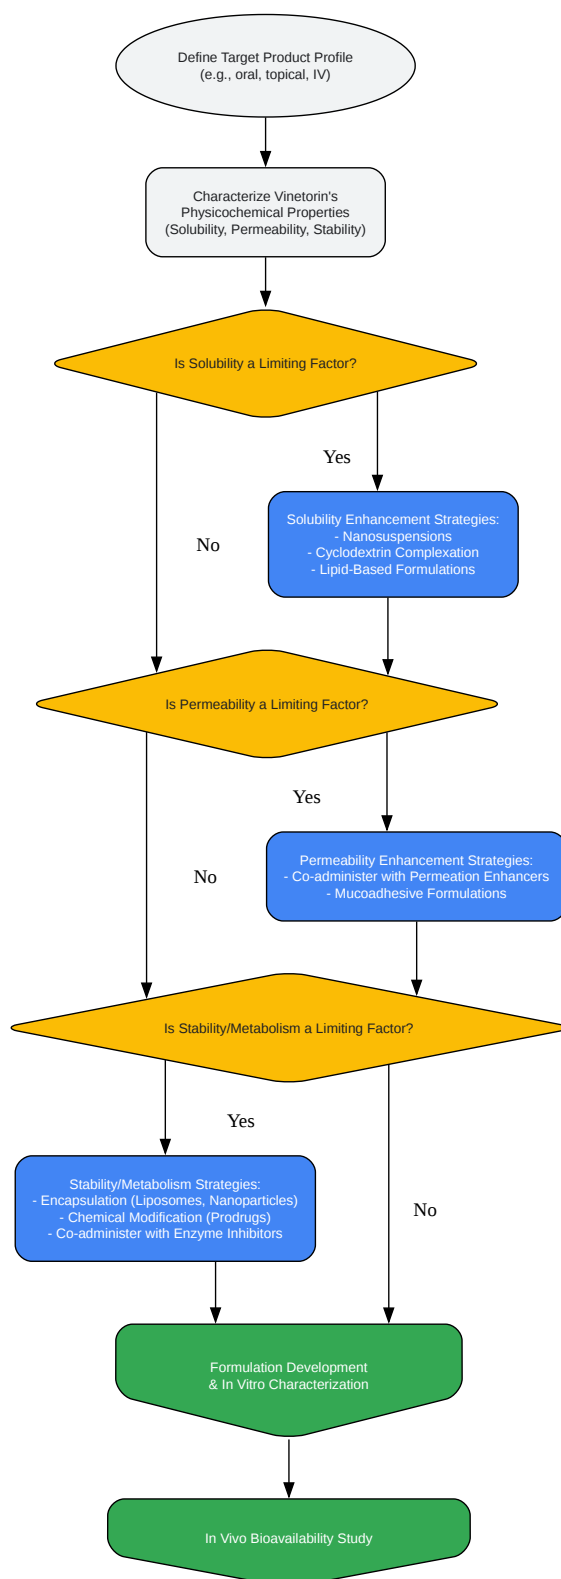 Define Target Product Profile
(e.g., oral, topical, IV)
Characterize Vinetorin's
Physicochemical Properties
(Solubility, Permeability, Stability)
Is Solubility a Limiting Factor?
Yes
Solubility Enhancement Strategies:
- Nanosuspensions
- Cyclodextrin Complexation
- Lipid-Based Formulations
No
Is Permeability a Limiting Factor?
Yes
Permeability Enhancement Strategies:
- Co-administer with Permeation Enhancers
- Mucoadhesive Formulations
No
Is Stability/Metabolism a Limiting Factor?
Yes
Stability/Metabolism Strategies:
- Encapsulation (Liposomes, Nanoparticles)
- Chemical Modification (Prodrugs)
- Co-administer with Enzyme Inhibitors
No
Formulation Development
& In Vitro Characterization
In Vivo Bioavailability Study